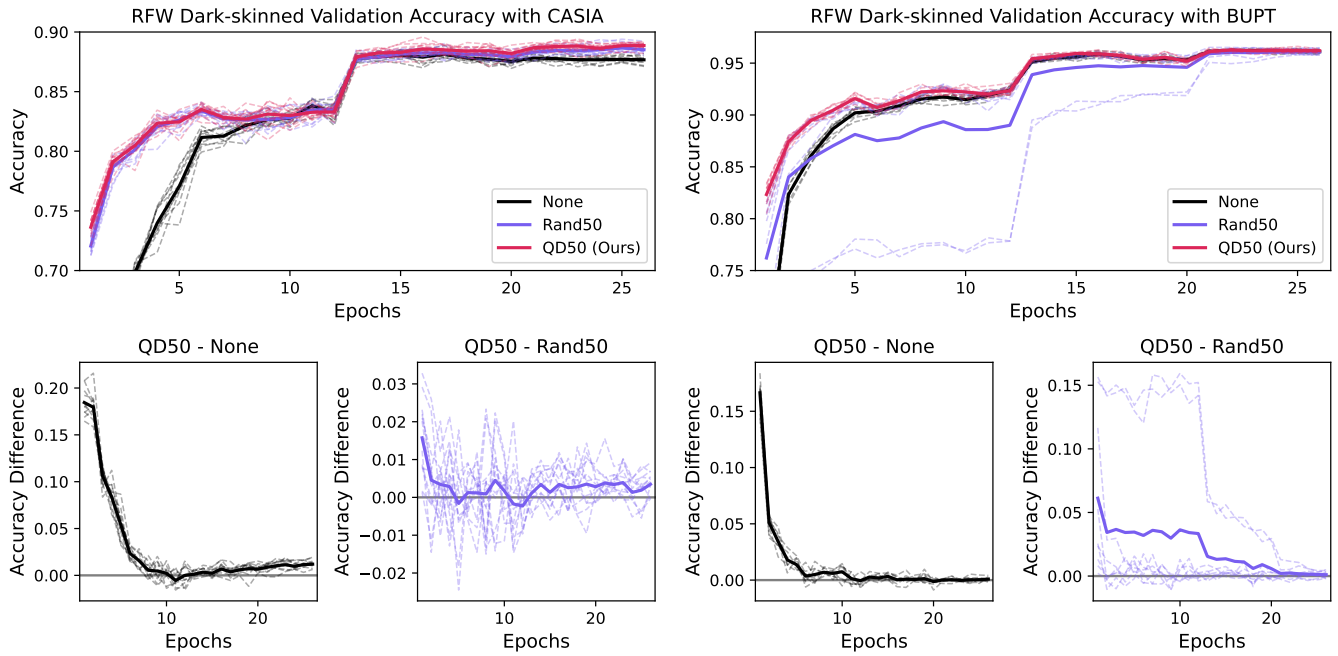 RFW Dark-skinned Validation Accuracy with CASIA
0.90
0.85
0.80
0.75
0.70
Accuracy
5
10
15
20
25
Epochs
None
Rand50
QD50 (Ours)
RFW Dark-skinned Validation Accuracy with BUPT
0.95
0.90
0.85
0.80
0.75
Accuracy
5
10
15
20
25
Epochs
None
Rand50
QD50 (Ours)
QD50 - None
0.20
0.15
0.10
0.05
0.00
Accuracy Difference
10
20
Epochs
QD50 - Rand50
0.03
0.02
0.01
0.00
−0.01
−0.02
Accuracy Difference
10
20
Epochs
QD50 - None
0.15
0.10
0.05
0.00
Accuracy Difference
10
20
Epochs
QD50 - Rand50
0.15
0.10
0.05
0.00
Accuracy Difference
10
20
Epochs